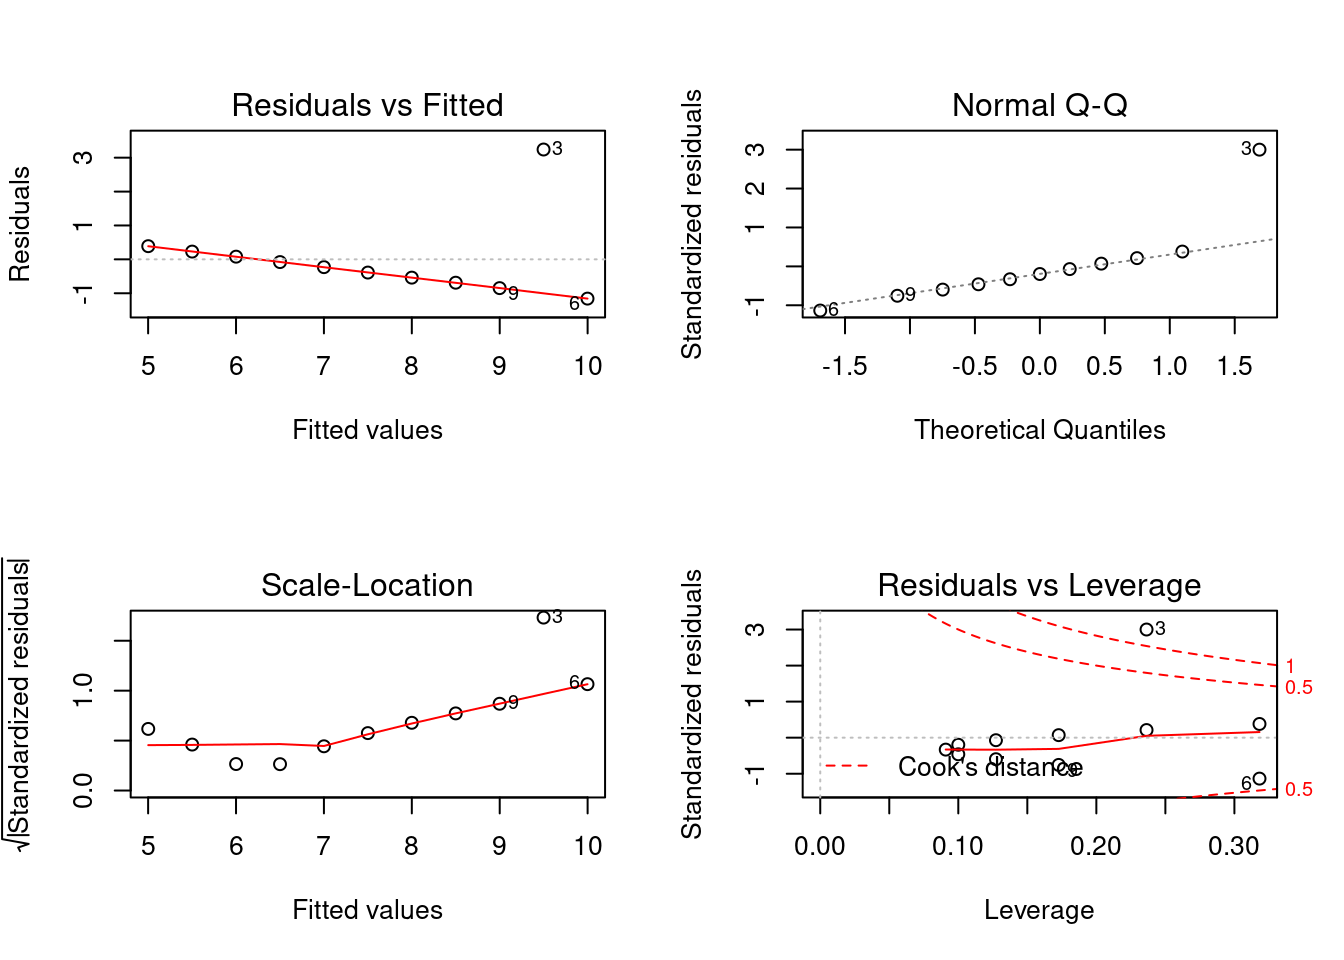 Residuals vs Fitted
Residuals
3
1
-1
3
9
6
5 6 7 8 9 10
Fitted values
Normal Q-Q
Standardized residuals
3
2
1
-1
3
9
6
-1.5 -0.5 0.0 0.5 1.0 1.5
Theoretical Quantiles
Scale-Location
√|Standardized residuals|
1.0
0.0
3
6
9
5 6 7 8 9 10
Fitted values
Residuals vs Leverage
Standardized residuals
3
1
-1
3
1
0.5
Cook's distance
9
6
0.5
0.00 0.10 0.20 0.30
Leverage